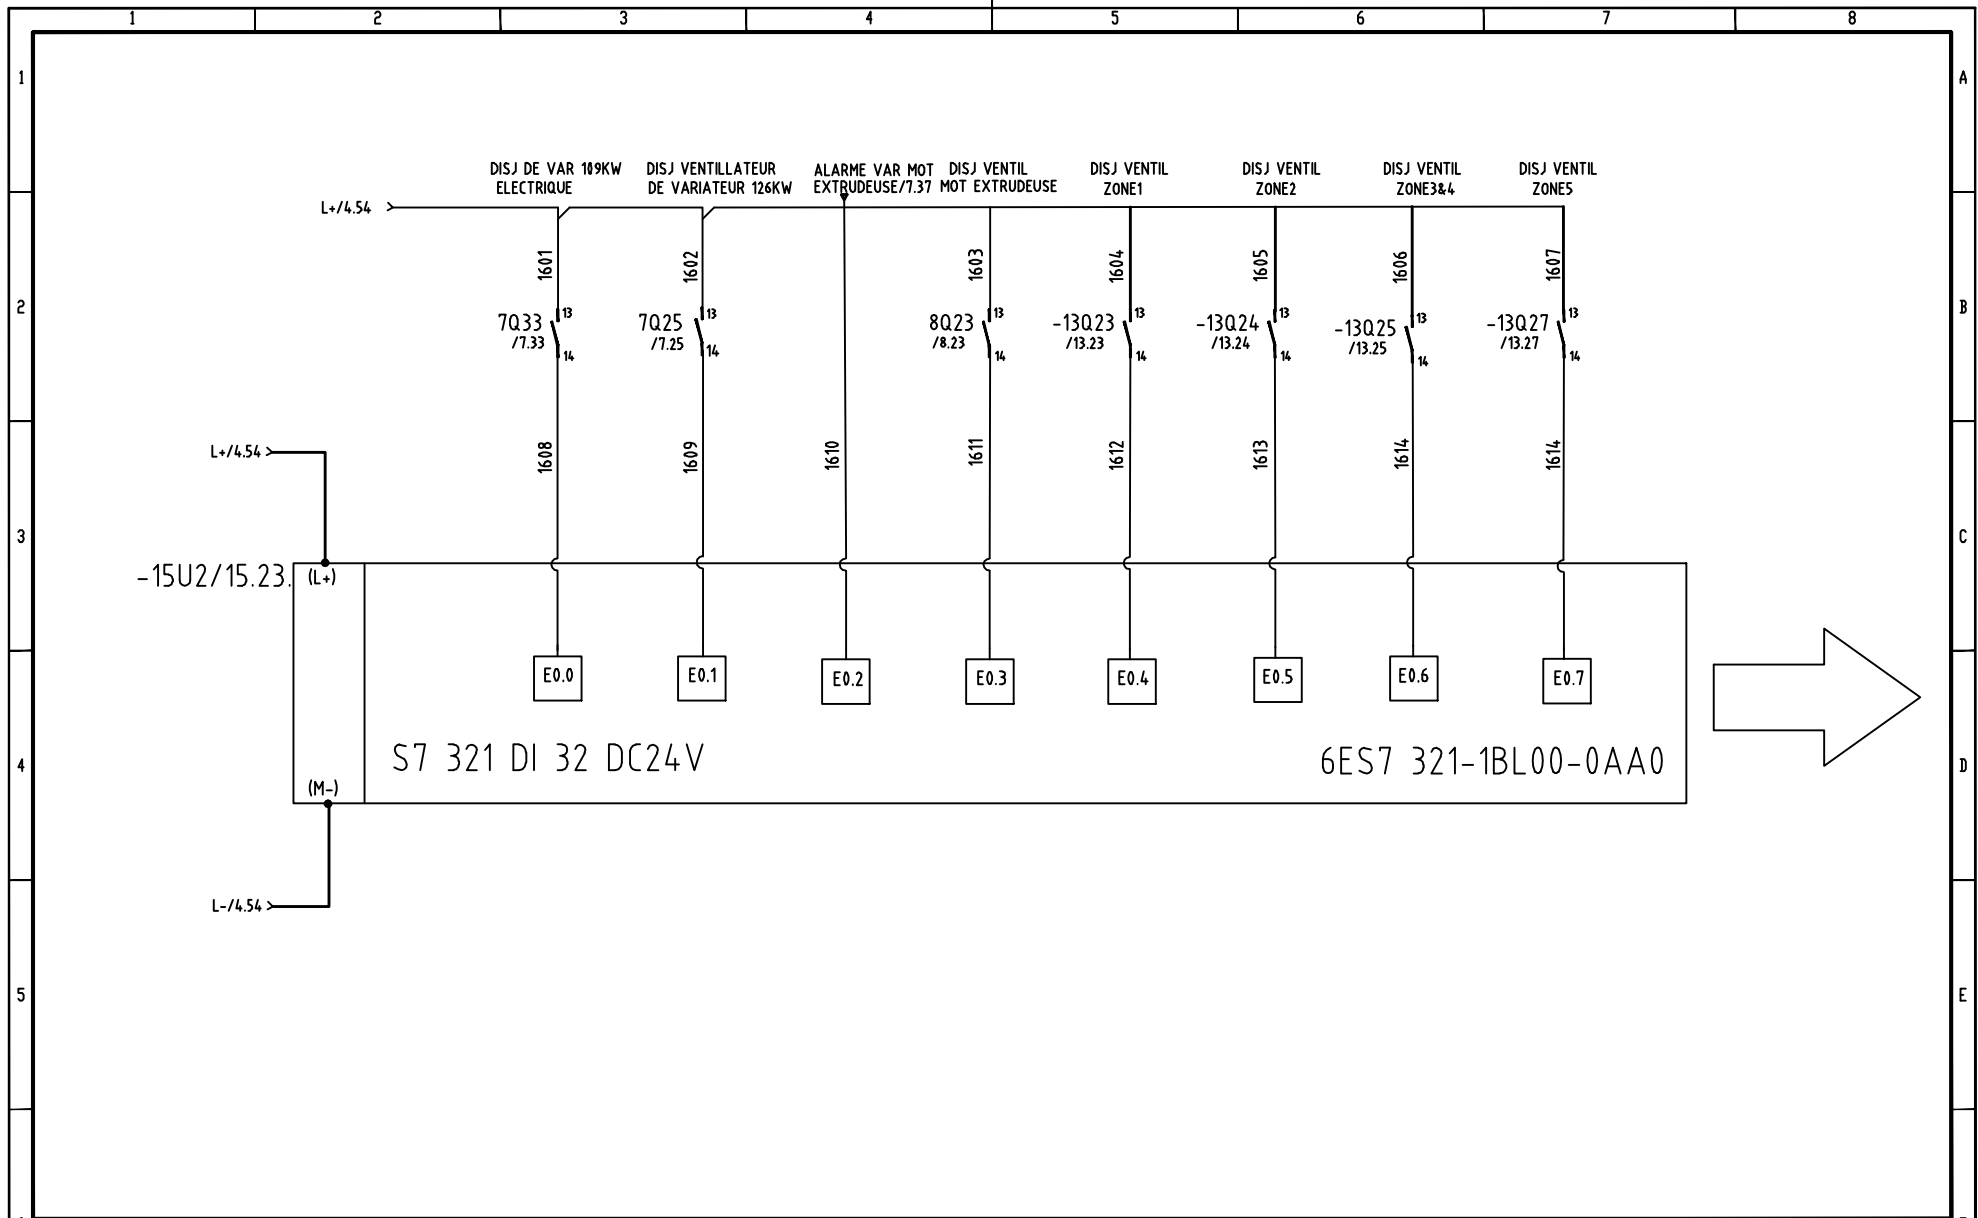 1 2 3 4 5 6 7 8
1 A
DISJ DE VAR 109KW DISJ VENTILLATEUR ALARME VAR MOT DISJ VENTIL DISJ VENTIL DISJ VENTIL DISJ VENTIL DISJ VENTIL
ELECTRIQUE DE VARIATEUR 126KW EXTRUDEUSE/7.37 MOT EXTRUDEUSE ZONE1 ZONE2 ZONE3&4 ZONE5
L+/4.54
1601 1602 1603 1604 1605 1606 1607
2 B
13 13 13 13 13 13 13
7Q33 7Q25 8Q23 -13Q23 -13Q24 -13Q25 -13Q27
/7.33 /7.25 /8.23 /13.23 /13.24 /13.25 /13.27
14 14 14 14 14 14 14
L+/4.54
1608 1609 1610 1611 1612 1613 1614 1614
3 C
-15U2/15.23. (L+)
E0.0 E0.1 E0.2 E0.3 E0.4 E0.5 E0.6 E0.7
S7 321 DI 32 DC24V 6ES7 321-1BL00-0AA0
4 D
(M-)
L-/4.54
5 E